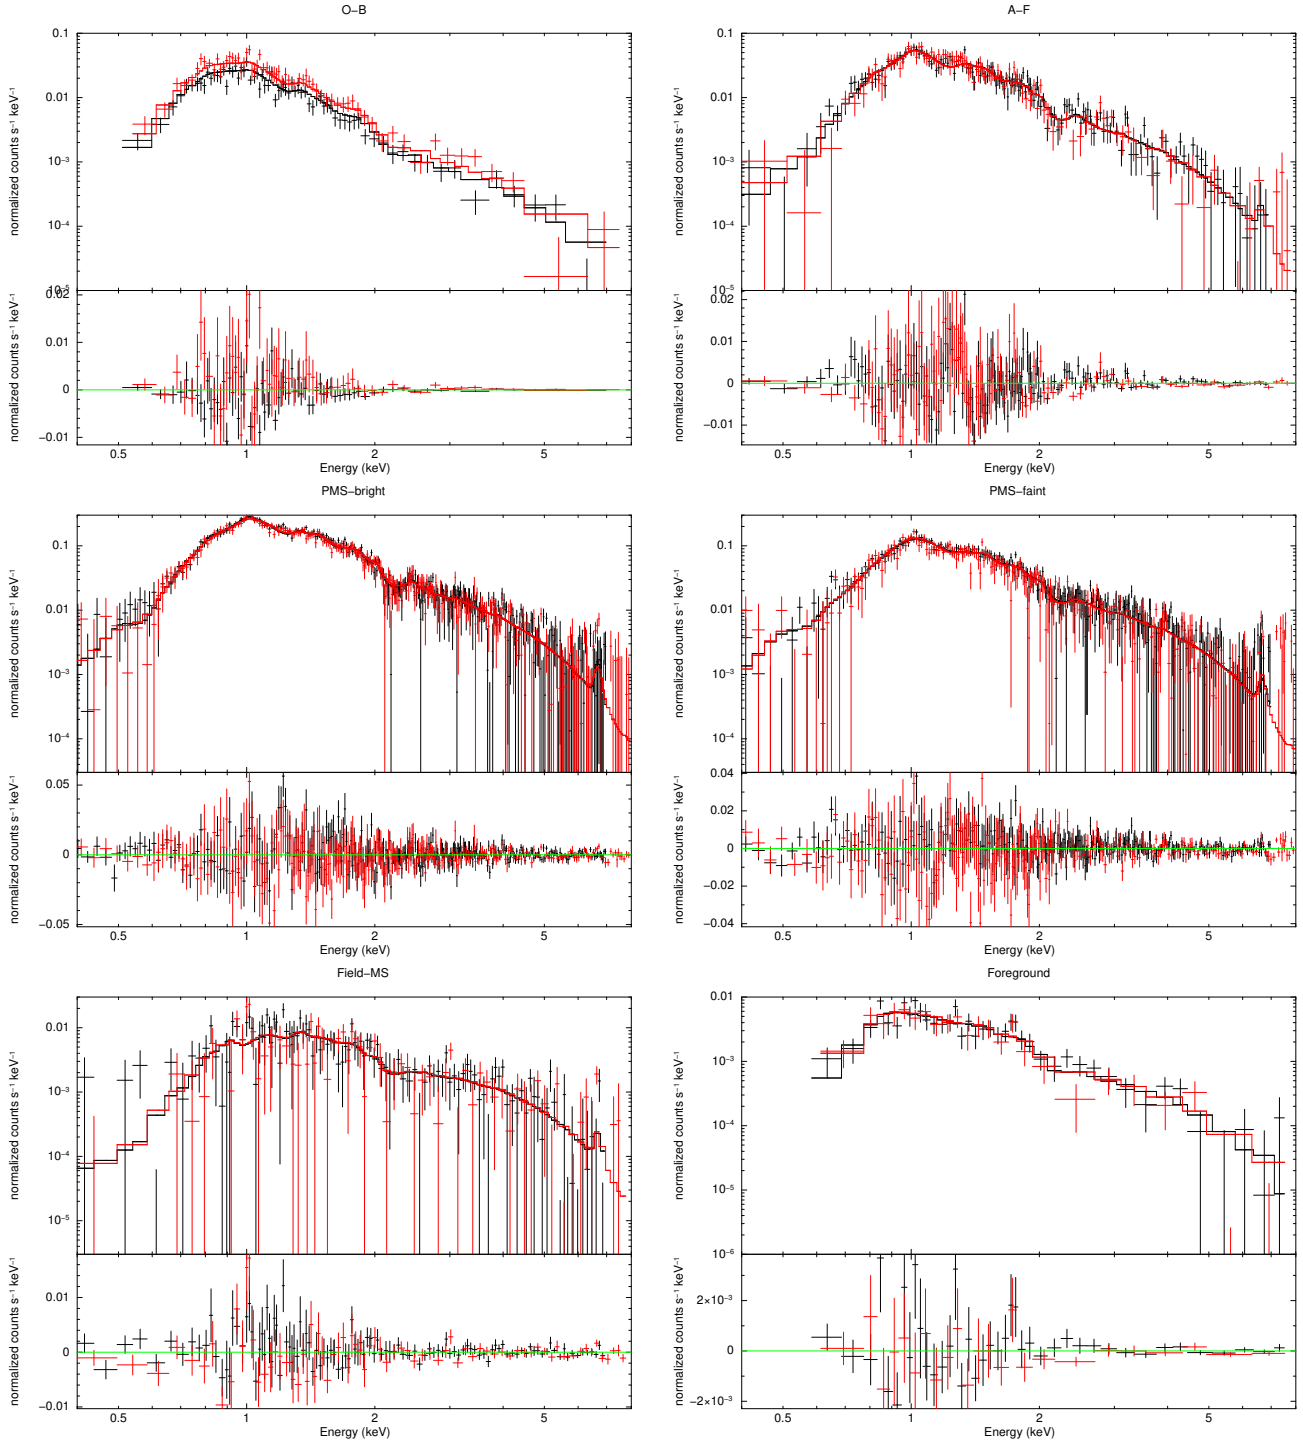 O−B
0.1
0.01
10⁻³
10⁻⁴
10⁻⁵
normalized counts s⁻¹ keV⁻¹
0.02
0.01
0
−0.01
normalized counts s⁻¹ keV⁻¹
0.5 1 2 5
Energy (keV)
A−F
0.1
0.01
10⁻³
10⁻⁴
10⁻⁵
normalized counts s⁻¹ keV⁻¹
0.02
0.01
0
−0.01
normalized counts s⁻¹ keV⁻¹
0.5 1 2 5
Energy (keV)
PMS−bright
0.1
0.01
10⁻³
10⁻⁴
normalized counts s⁻¹ keV⁻¹
0.05
0
−0.05
normalized counts s⁻¹ keV⁻¹
0.5 1 2 5
Energy (keV)
PMS−faint
0.1
0.01
10⁻³
10⁻⁴
normalized counts s⁻¹ keV⁻¹
0.04
0.02
0
−0.02
−0.04
normalized counts s⁻¹ keV⁻¹
0.5 1 2 5
Energy (keV)
Field−MS
0.01
10⁻³
10⁻⁴
10⁻⁵
normalized counts s⁻¹ keV⁻¹
0.01
0
−0.01
normalized counts s⁻¹ keV⁻¹
0.5 1 2 5
Energy (keV)
Foreground
0.01
10⁻³
10⁻⁴
10⁻⁵
10⁻⁶
normalized counts s⁻¹ keV⁻¹
2×10⁻³
0
−2×10⁻³
normalized counts s⁻¹ keV⁻¹
0.5 1 2 5
Energy (keV)